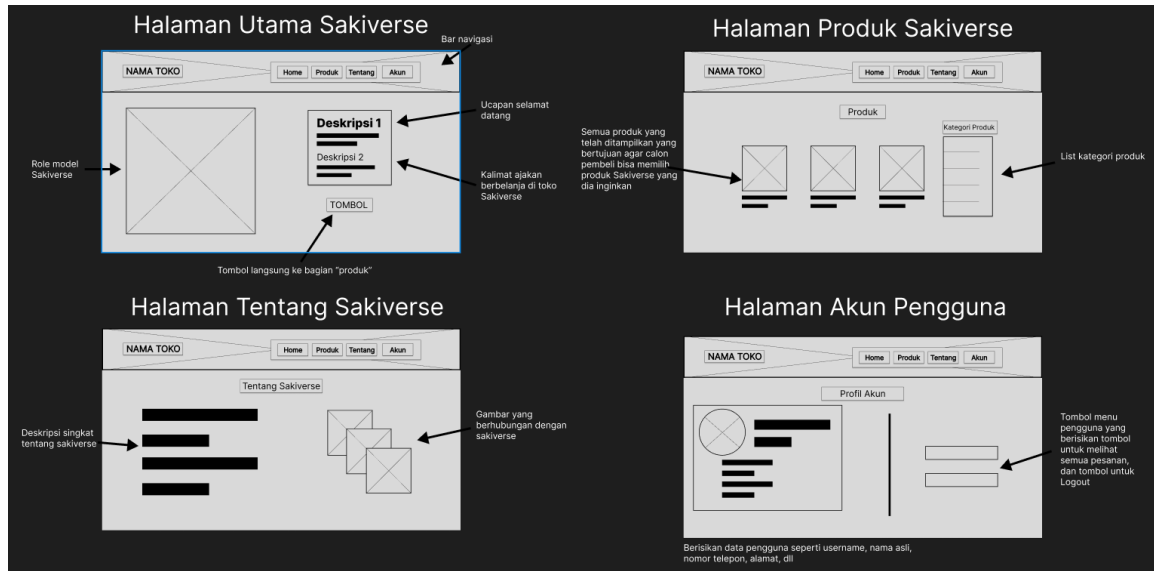 Halaman Utama Sakiverse
Bar navigasi
NAMA TOKO
Home Produk Tentang Akun
Deskripsi 1
Deskripsi 2
TOMBOL
Role model
Sakiverse
Ucapan selamat
datang
Kalimat ajakan
berbelanja di toko
Sakiverse
Tombol langsung ke bagian "produk"
Halaman Produk Sakiverse
NAMA TOKO
Home Produk Tentang Akun
Produk
Kategori Produk
Semua produk yang
telah ditampilkan yang
bertujuan agar calon
pembeli bisa memilih
produk Sakiverse yang
dia inginkan
List kategori produk
Halaman Tentang Sakiverse
NAMA TOKO
Home Produk Tentang Akun
Tentang Sakiverse
Deskripsi singkat
tentang sakiverse
Gambar yang
berhubungan dengan
sakiverse
Halaman Akun Pengguna
NAMA TOKO
Home Produk Tentang Akun
Profil Akun
Tombol menu
pengguna yang
berisikan tombol
untuk melihat
semua pesanan,
dan tombol untuk
Logout
Berisikan data pengguna seperti username, nama asli,
nomor telepon, alamat, dll